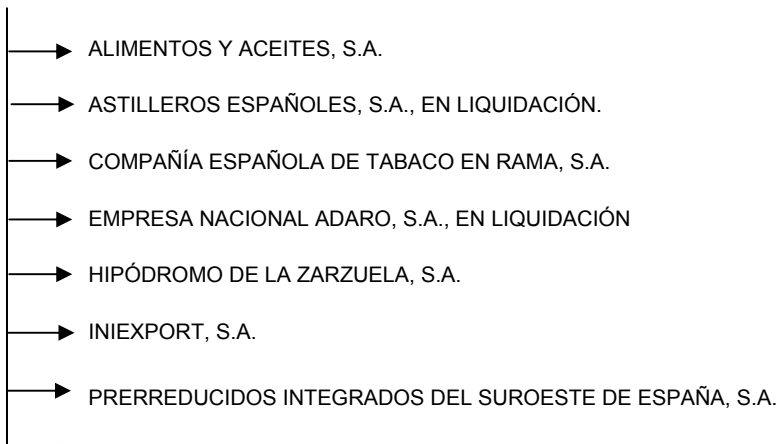 ALIMENTOS Y ACEITES, S.A.
ASTILLEROS ESPAÑOLES, S.A., EN LIQUIDACIÓN.
COMPAÑÍA ESPAÑOLA DE TABACO EN RAMA, S.A.
EMPRESA NACIONAL ADARO, S.A., EN LIQUIDACIÓN
HIPÓDROMO DE LA ZARZUELA, S.A.
INIEXPORT, S.A.
PRERREDUCIDOS INTEGRADOS DEL SUROESTE DE ESPAÑA, S.A.